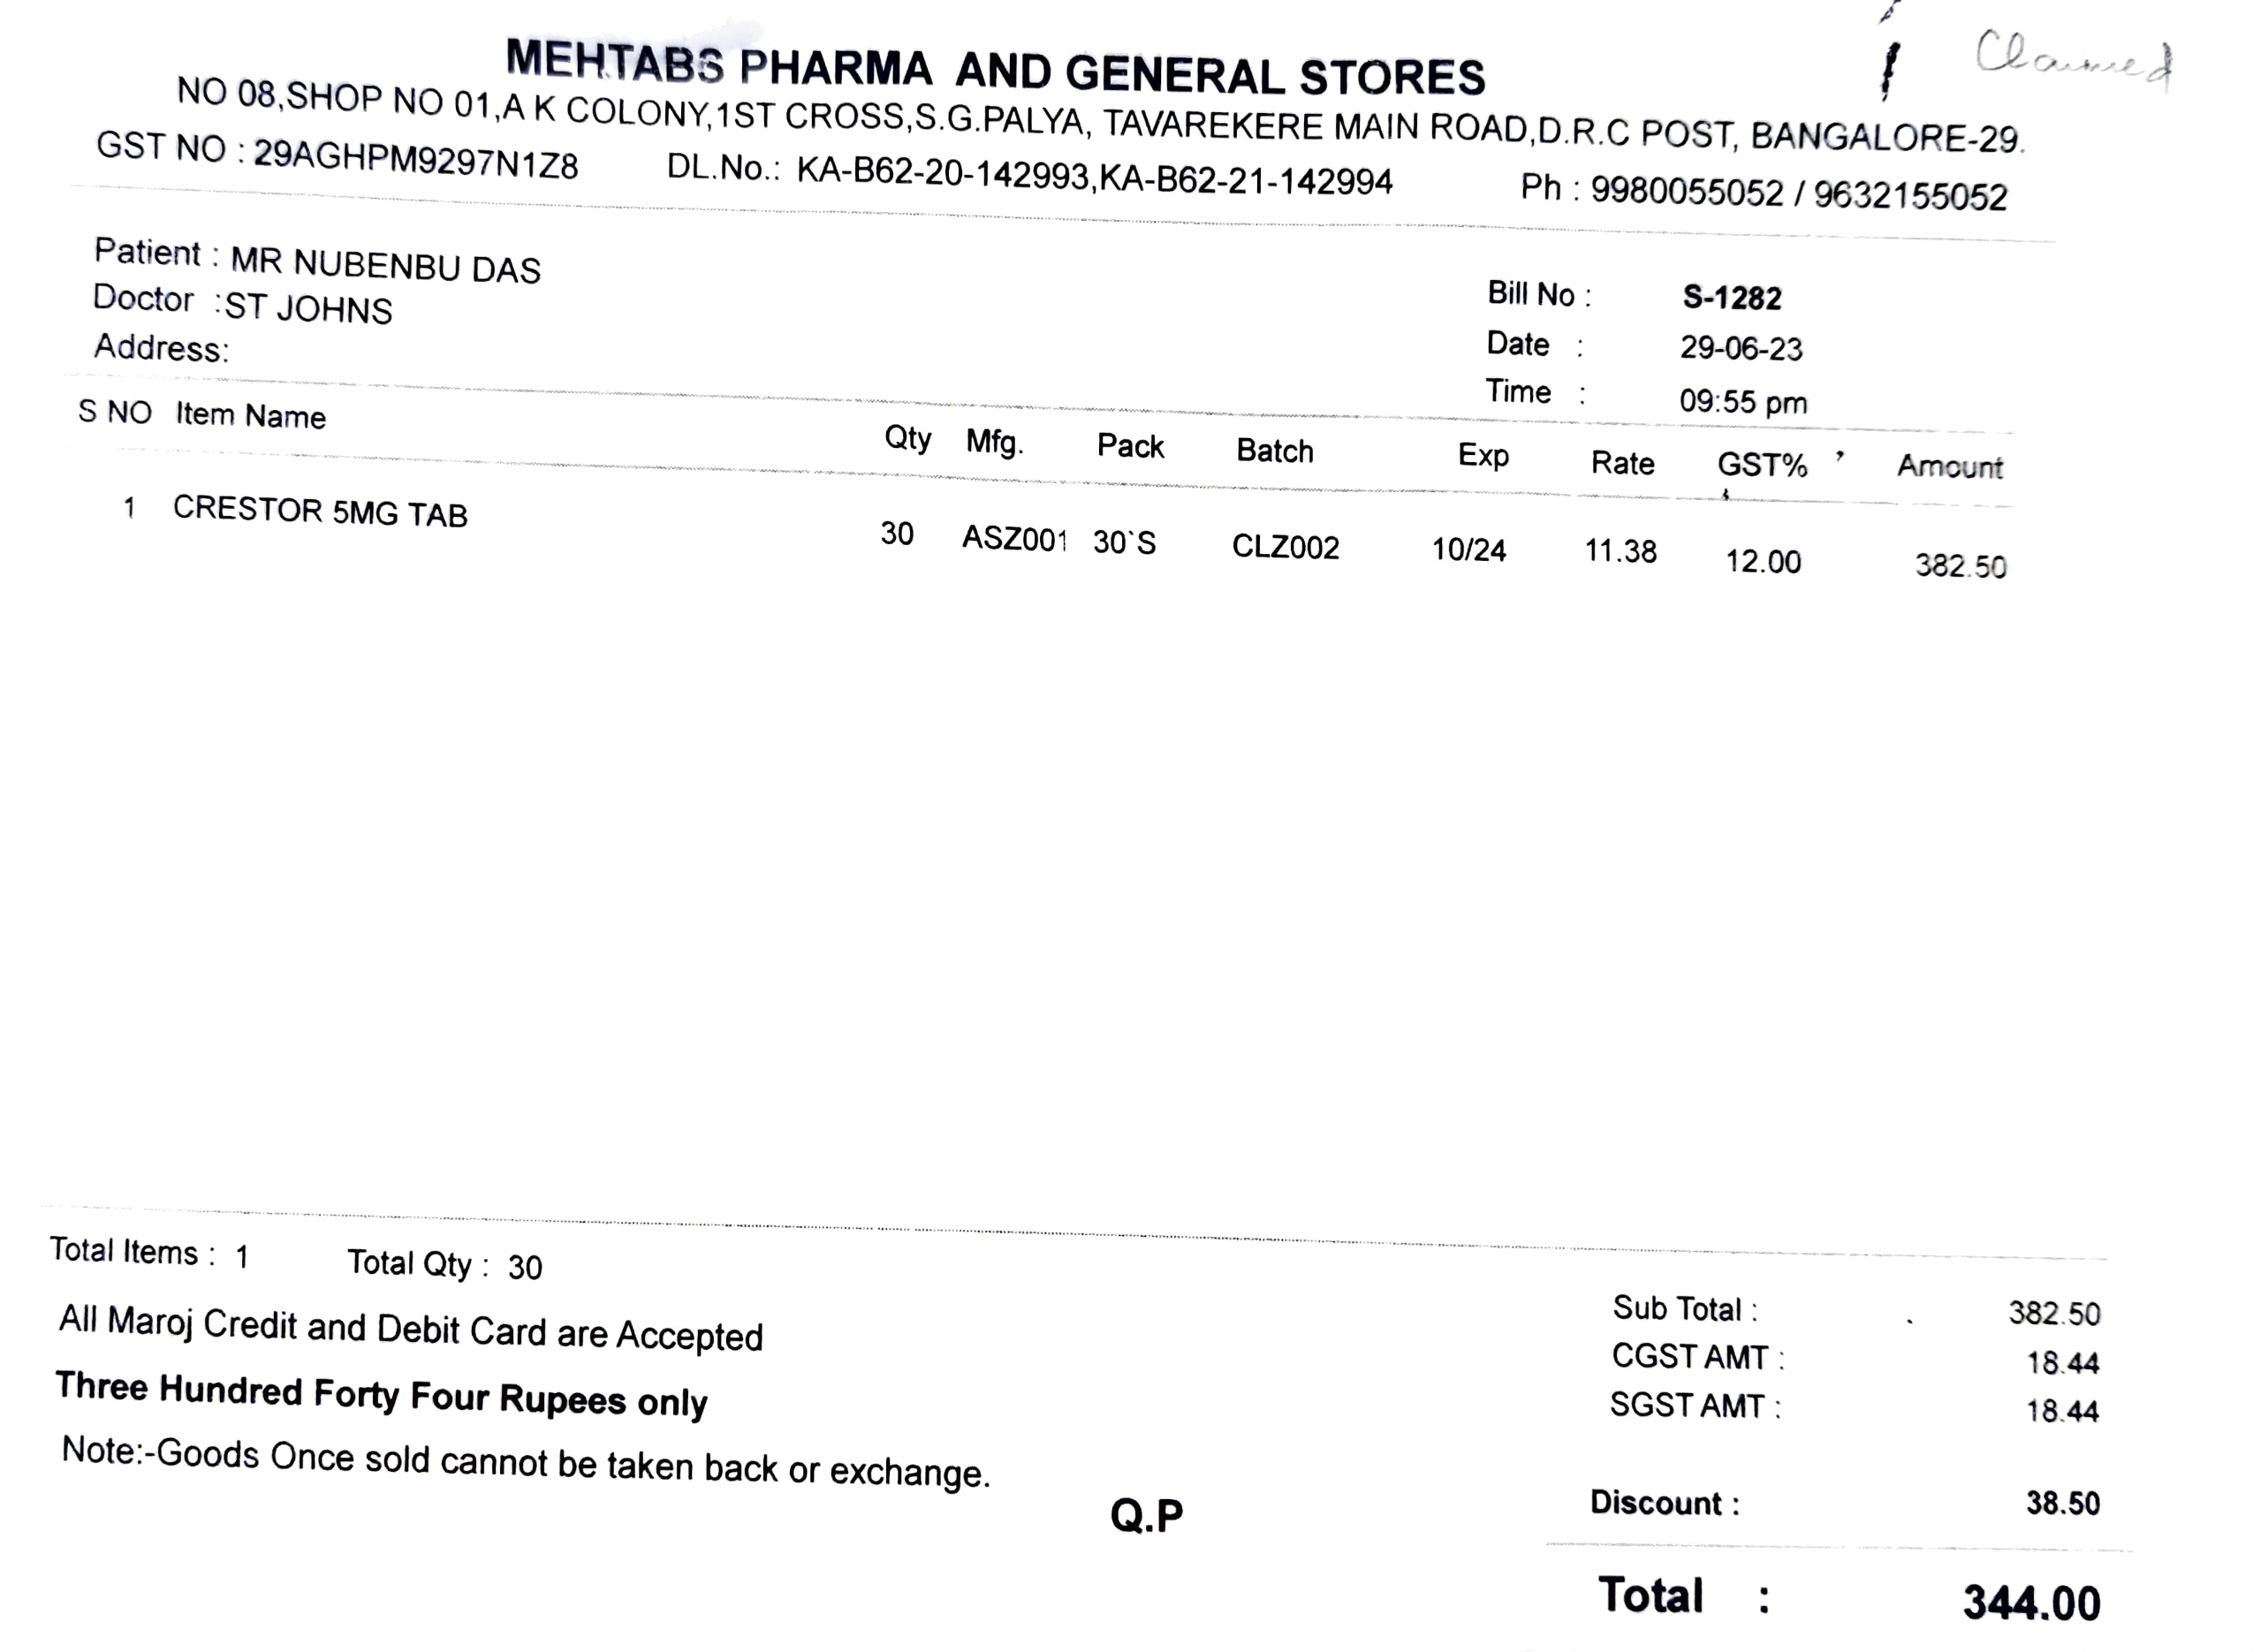 Claimed
MEHTABS PHARMA AND GENERAL STORES
NO 08,SHOP NO 01,A K COLONY,1ST CROSS,S.G.PALYA, TAVAREKERE MAIN ROAD,D.R.C POST, BANGALORE-29.
GST NO : 29AGHPM9297N1Z8 DL.No.: KA-B62-20-142993,KA-B62-21-142994 Ph : 9980055052 / 9632155052
Patient : MR NUBENBU DAS
Doctor :ST JOHNS
Address:
Bill No : S-1282
Date : 29-06-23
Time : 09:55 pm
S NO Item Name Qty Mfg. Pack Batch Exp Rate GST% Amount
1 CRESTOR 5MG TAB 30 ASZ001 30`S CLZ002 10/24 11.38 12.00 382.50
Total Items : 1 Total Qty : 30
All Maroj Credit and Debit Card are Accepted
Three Hundred Forty Four Rupees only
Note:-Goods Once sold cannot be taken back or exchange.
Q.P
Sub Total : 382.50
CGST AMT : 18.44
SGST AMT : 18.44
Discount : 38.50
Total : 344.00